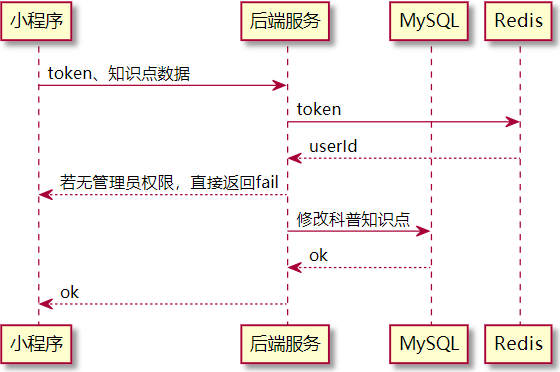 小程序 后端服务 MySQL Redis
token、知识点数据
token
userId
若无管理员权限，直接返回fail
修改科普知识点
ok
ok
小程序 后端服务 MySQL Redis